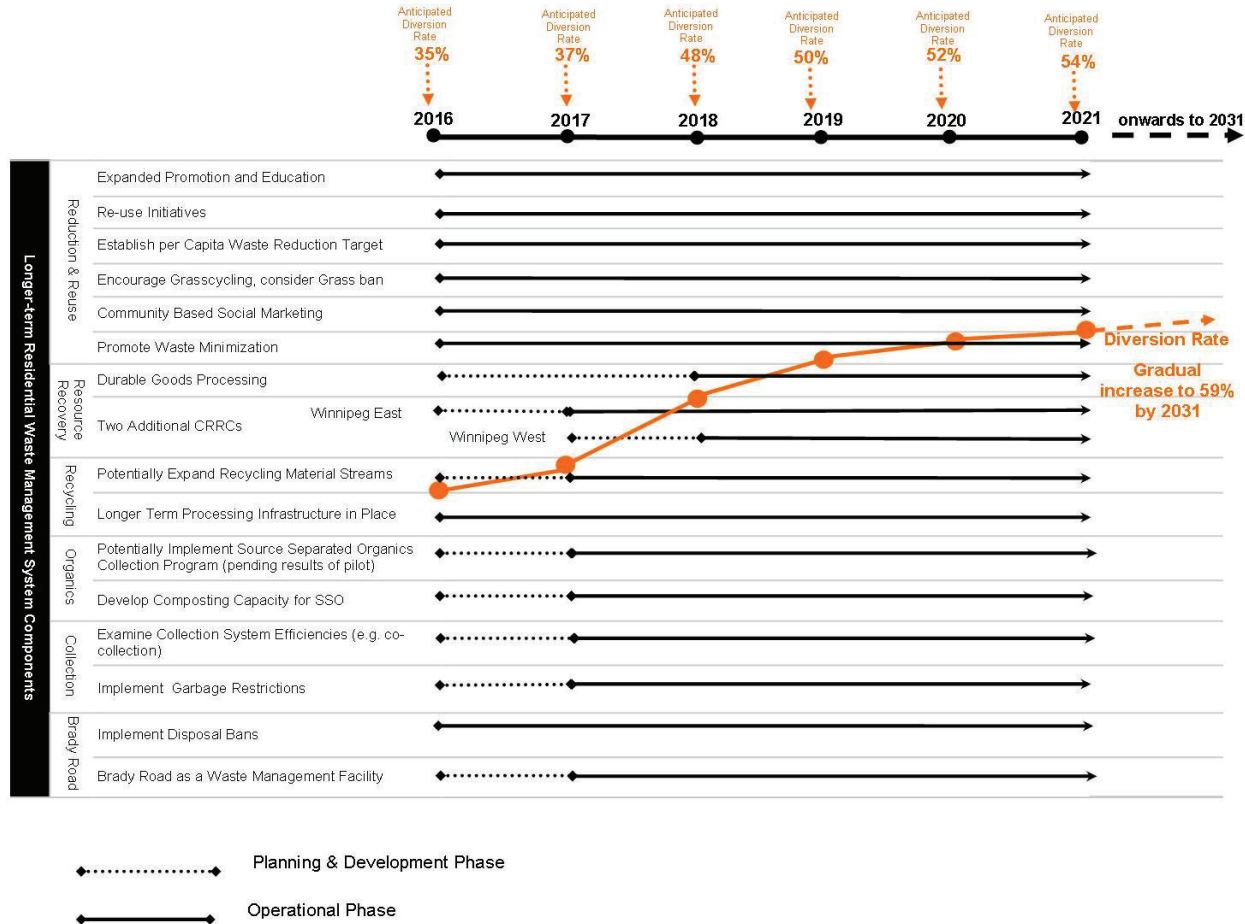 Anticipated
Diversion
Rate
35%
Anticipated
Diversion
Rate
37%
Anticipated
Diversion
Rate
48%
Anticipated
Diversion
Rate
50%
Anticipated
Diversion
Rate
52%
Anticipated
Diversion
Rate
54%
2016
2017
2018
2019
2020
2021
onwards to 2031
Longer-term Residential Waste Management System Components
Reduction & Reuse
Expanded Promotion and Education
Re-use Initiatives
Establish per Capita Waste Reduction Target
Encourage Grasscycling, consider Grass ban
Community Based Social Marketing
Promote Waste Minimization
Diversion Rate
Gradual
increase to 59%
by 2031
Resource
Recovery
Durable Goods Processing
Two Additional CRRCs
Winnipeg East
Winnipeg West
Recycling
Potentially Expand Recycling Material Streams
Longer Term Processing Infrastructure in Place
Organics
Potentially Implement Source Separated Organics
Collection Program (pending results of pilot)
Develop Composting Capacity for SSO
Collection
Examine Collection System Efficiencies (e.g. co-
collection)
Implement Garbage Restrictions
Brady Road
Implement Disposal Bans
Brady Road as a Waste Management Facility
Planning & Development Phase
Operational Phase